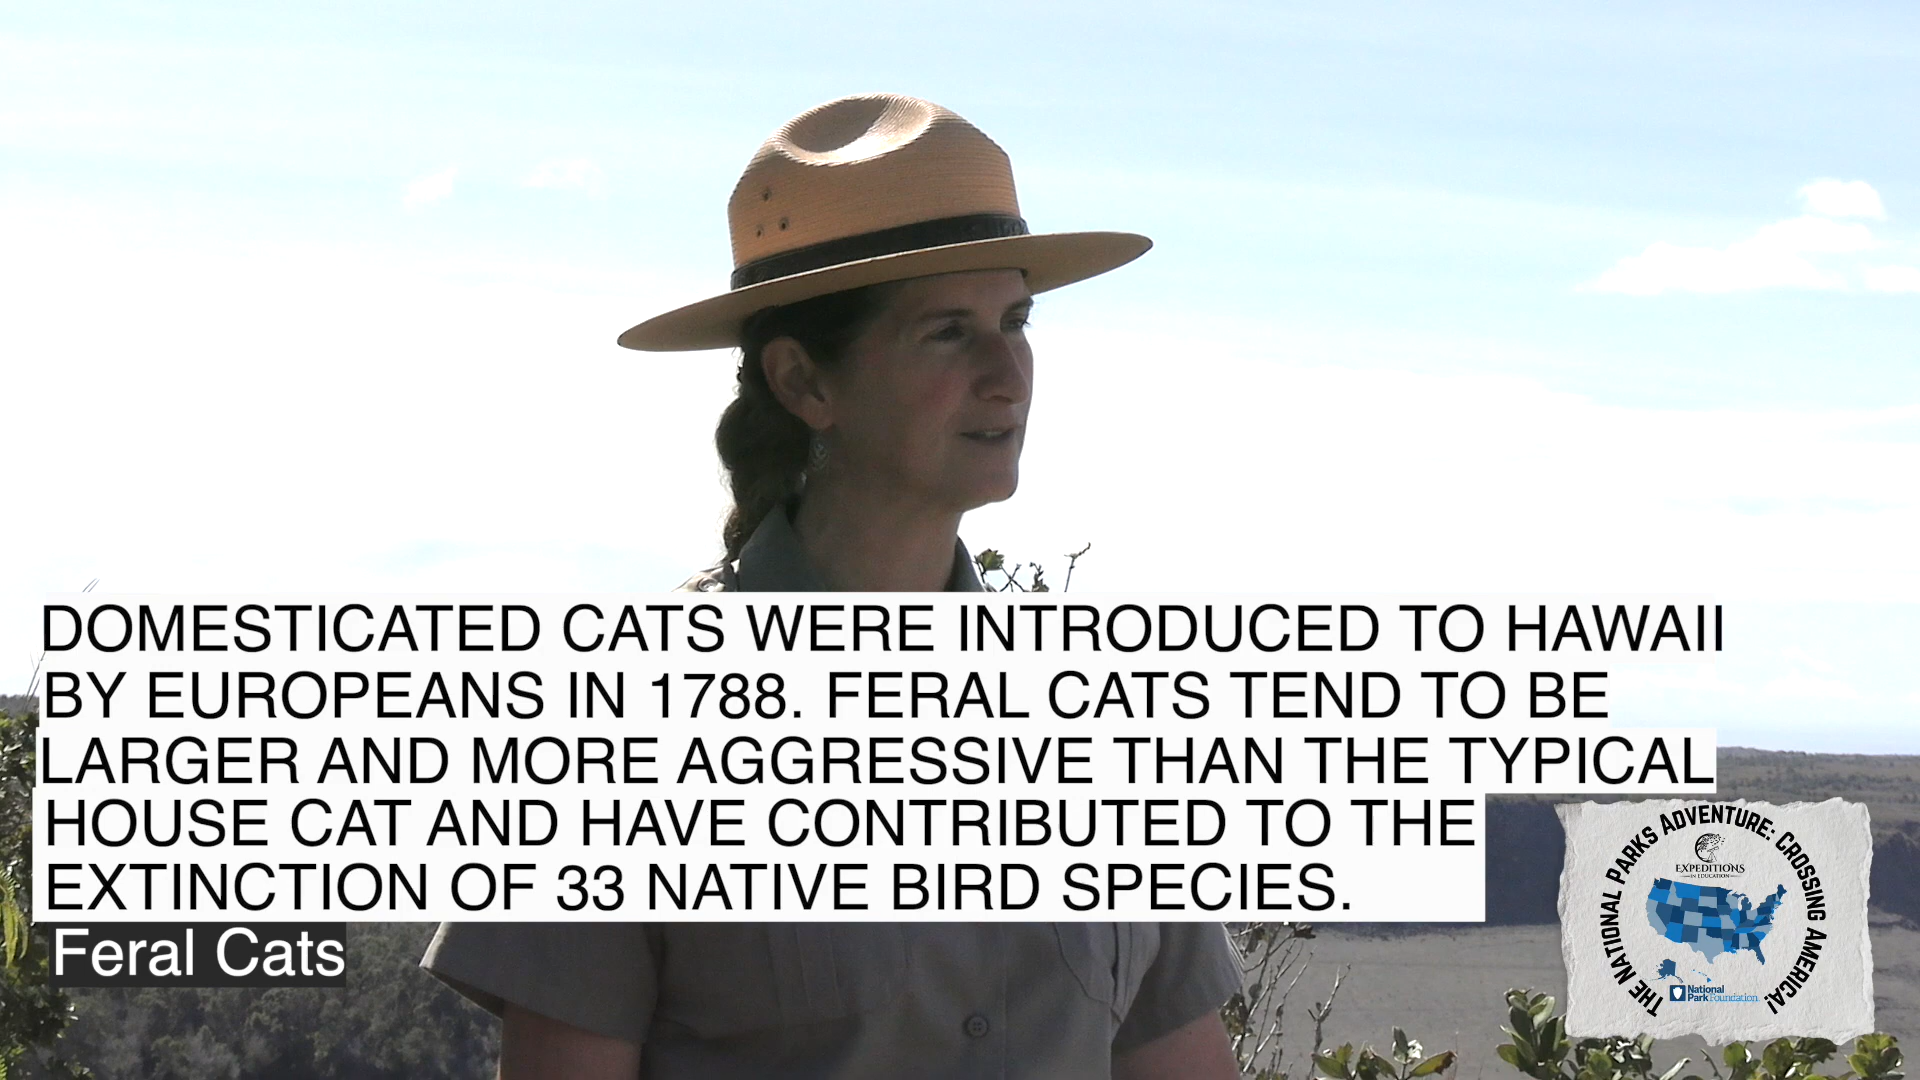 DOMESTICATED CATS WERE INTRODUCED TO HAWAII
BY EUROPEANS IN 1788. FERAL CATS TEND TO BE
LARGER AND MORE AGGRESSIVE THAN THE TYPICAL
HOUSE CAT AND HAVE CONTRIBUTED TO THE
EXTINCTION OF 33 NATIVE BIRD SPECIES.
Feral Cats
THE NATIONAL PARKS ADVENTURE: CROSSING AMERICA!
EXPEDITIONS
IN EDUCATION
National
Park Foundation